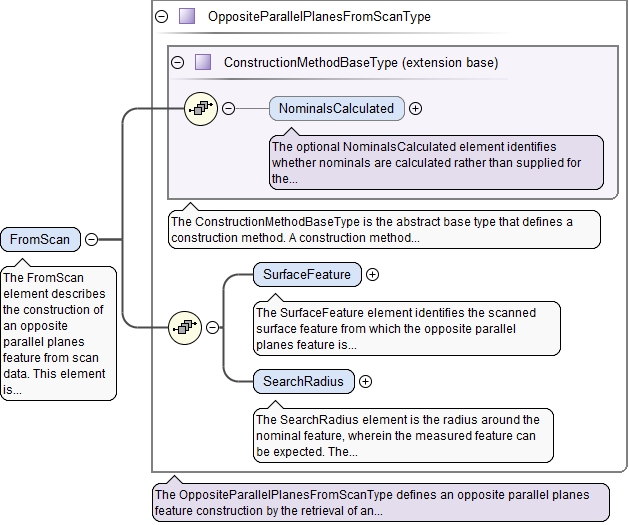 OppositeParallelPlanesFromScanType
ConstructionMethodBaseType (extension base)
NominalsCalculated
The optional NominalsCalculated element identifies
whether nominals are calculated rather than supplied for
the...
The ConstructionMethodBaseType is the abstract base type that defines a
construction method. A construction method...
FromScan
The FromScan
element describes
the construction of
an opposite
parallel planes
feature from scan
data. This element
is...
SurfaceFeature
The SurfaceFeature element identifies the scanned
surface feature from which the opposite parallel
planes feature is...
SearchRadius
The SearchRadius element is the radius around the
nominal feature, wherein the measured feature can
be expected. The...
The OppositeParallelPlanesFromScanType defines an opposite parallel planes
feature construction by the retrieval of an...